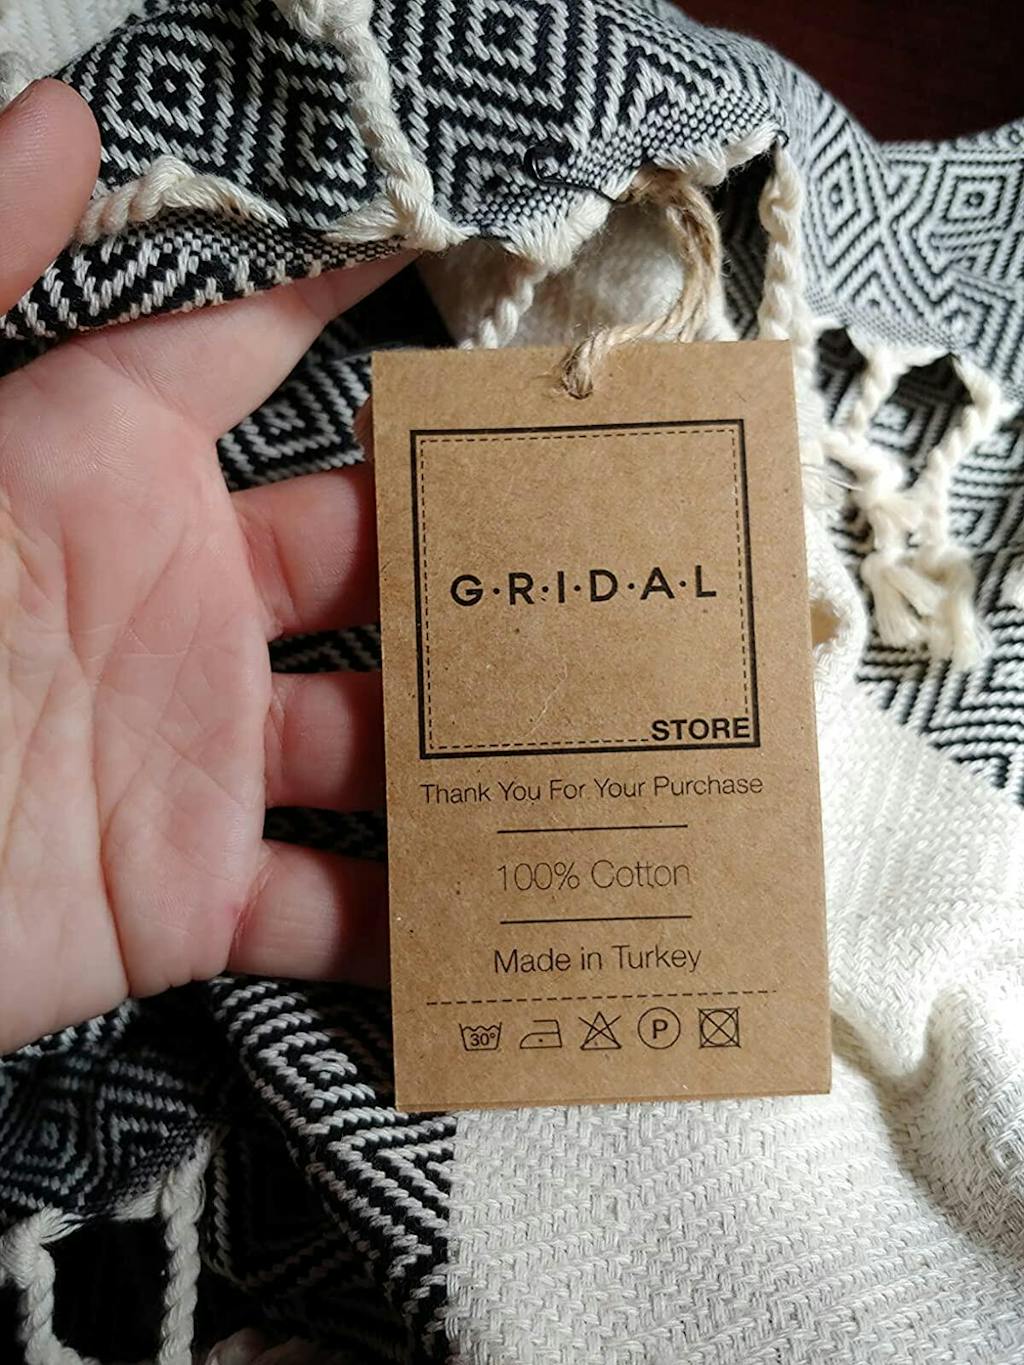 G·R·I·D·A·L
STORE
Thank You For Your Purchase
100% Cotton
Made in Turkey
30° P